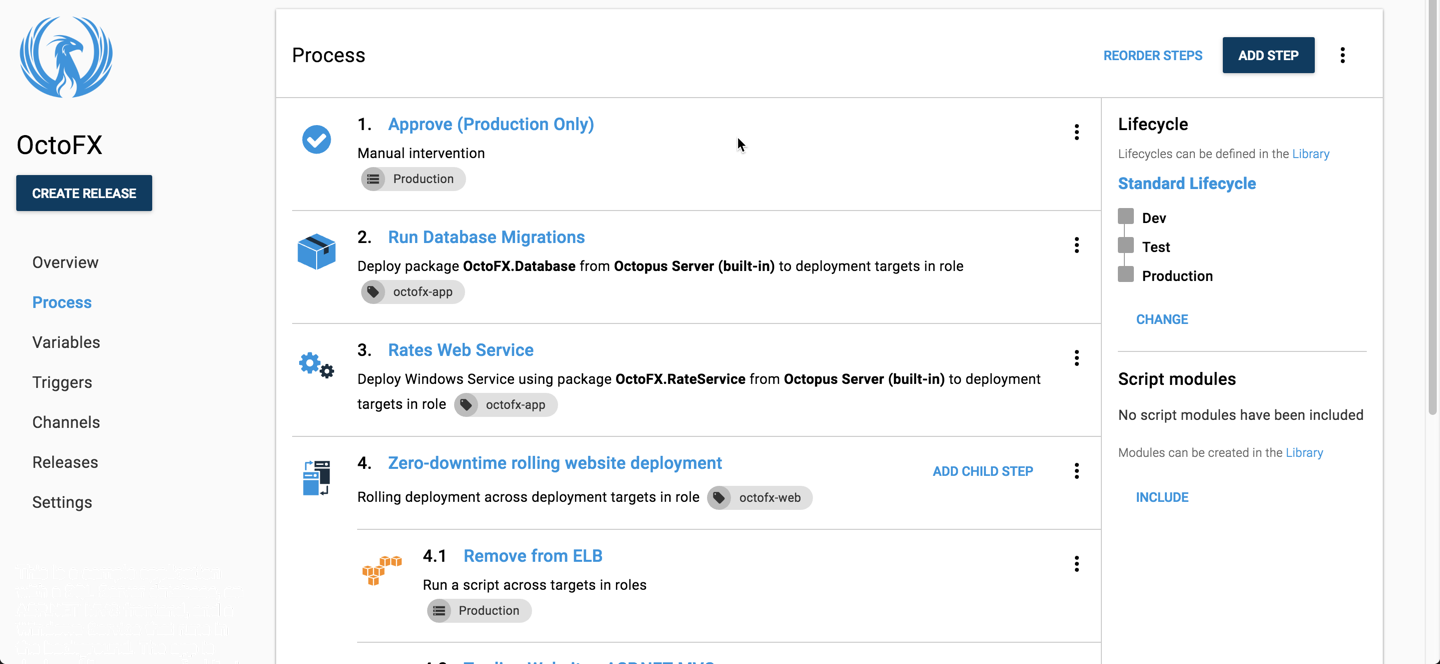 OctoFX
CREATE RELEASE
Overview
Process
Variables
Triggers
Channels
Releases
Settings
Process
REORDER STEPS
ADD STEP
1. Approve (Production Only)
Manual intervention
Production
2. Run Database Migrations
Deploy package OctoFX.Database from Octopus Server (built-in) to deployment targets in role
octofx-app
3. Rates Web Service
Deploy Windows Service using package OctoFX.RateService from Octopus Server (built-in) to deployment
targets in role octofx-app
4. Zero-downtime rolling website deployment
ADD CHILD STEP
Rolling deployment across deployment targets in role octofx-web
4.1 Remove from ELB
Run a script across targets in roles
Production
Lifecycle
Lifecycles can be defined in the Library
Standard Lifecycle
Dev
Test
Production
CHANGE
Script modules
No script modules have been included
Modules can be created in the Library
INCLUDE